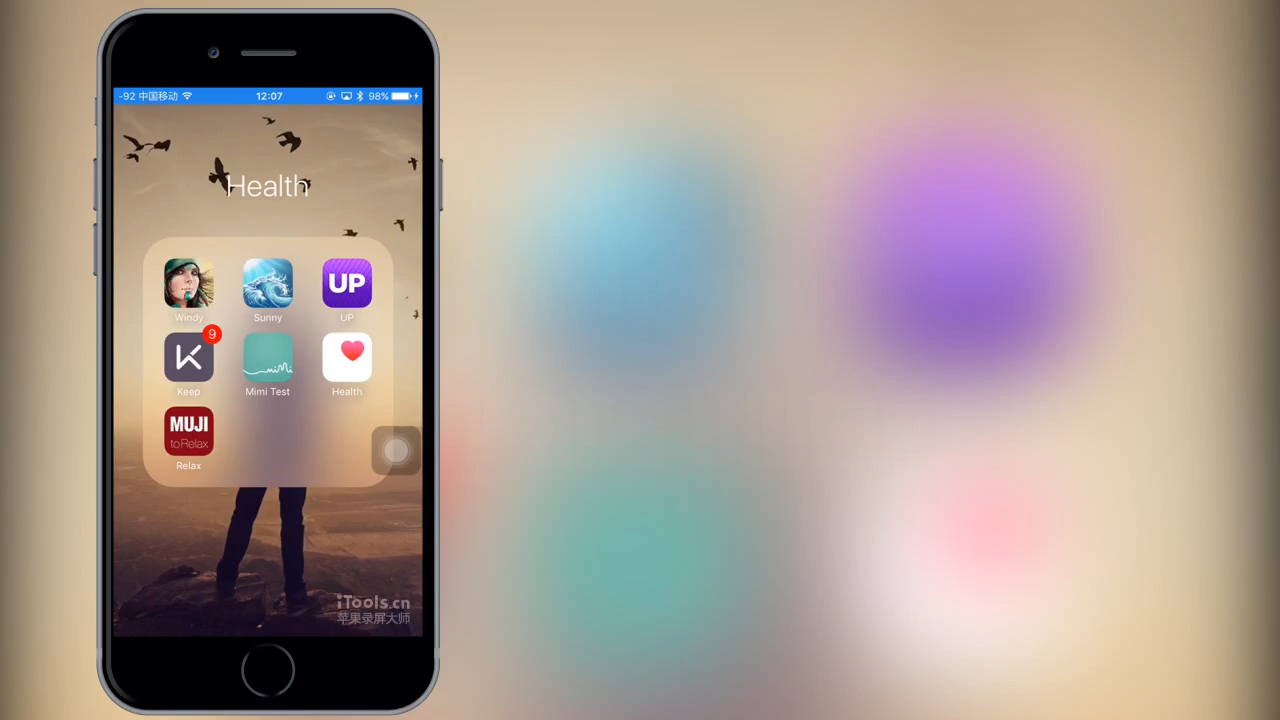 -92 中国移动 12:07 98%
Health
UP
Windy Sunny UP
9
miMi
Keep Mimi Test Health
MUJI
to Relax
Relax
iTools.cn
苹果录屏大师